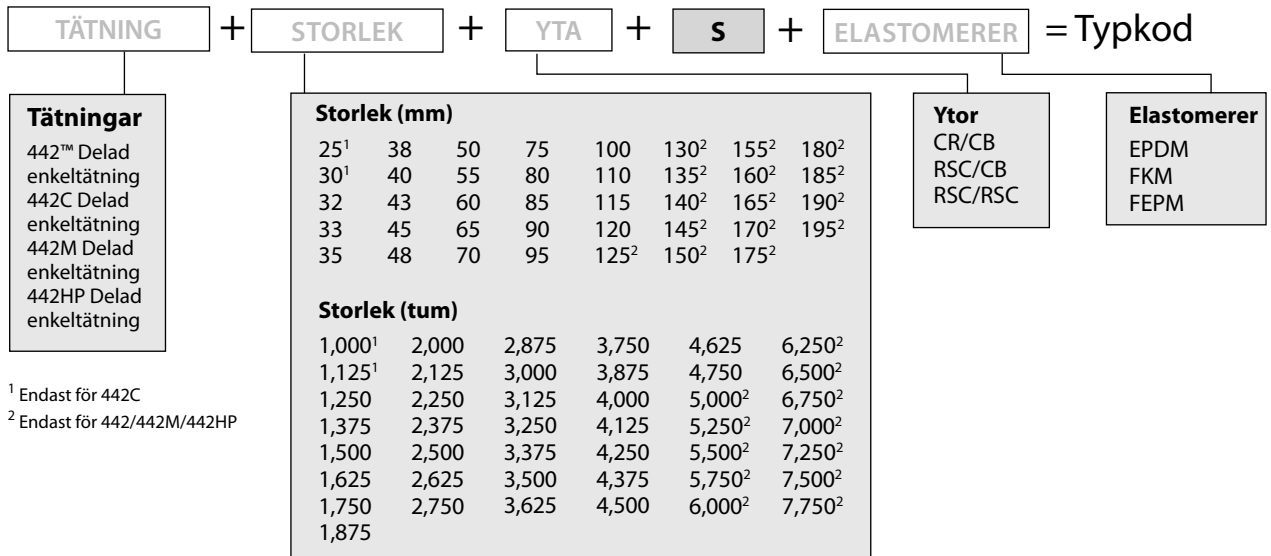 TÄTNING + STORLEK + YTA + S + ELASTOMERER = Typkod
Tätningar
442™ Delad
enkeltätning
442C Delad
enkeltätning
442M Delad
enkeltätning
442HP Delad
enkeltätning
Storlek (mm)
25¹ 38 50 75 100 130² 155² 180²
30¹ 40 55 80 110 135² 160² 185²
32 43 60 85 115 140² 165² 190²
33 45 65 90 120 145² 170² 195²
35 48 70 95 125² 150² 175²
Storlek (tum)
1,000¹ 2,000 2,875 3,750 4,625 6,250²
1,125¹ 2,125 3,000 3,875 4,750 6,500²
1,250 2,250 3,125 4,000 5,000² 6,750²
1,375 2,375 3,250 4,125 5,250² 7,000²
1,500 2,500 3,375 4,250 5,500² 7,250²
1,625 2,625 3,500 4,375 5,750² 7,500²
1,750 2,750 3,625 4,500 6,000² 7,750²
1,875
Ytor
CR/CB
RSC/CB
RSC/RSC
Elastomerer
EPDM
FKM
FEPM
¹ Endast för 442C
² Endast för 442/442M/442HP